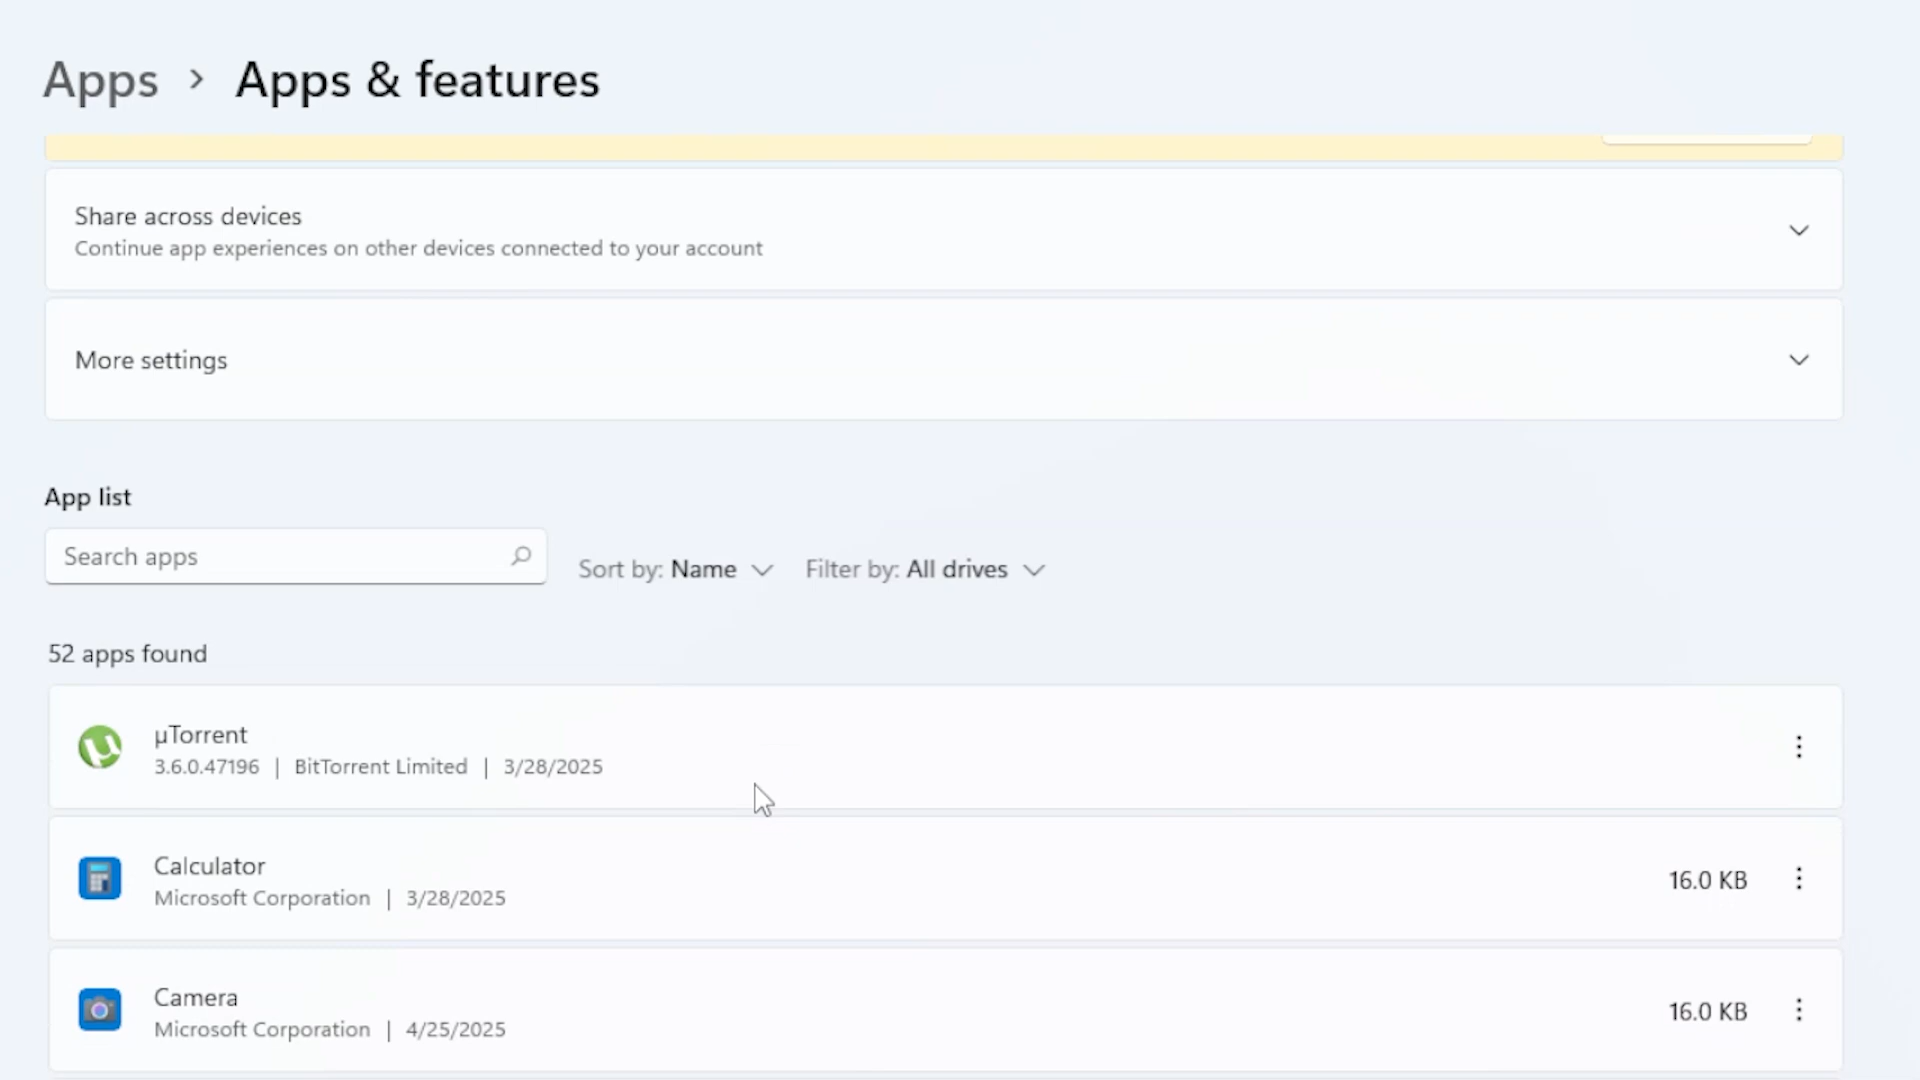 Apps > Apps & features
Share across devices
Continue app experiences on other devices connected to your account
More settings
App list
Search apps
Sort by: Name
Filter by: All drives
52 apps found
µTorrent
3.6.0.47196 | BitTorrent Limited | 3/28/2025
Calculator
Microsoft Corporation | 3/28/2025
16.0 KB
Camera
Microsoft Corporation | 4/25/2025
16.0 KB